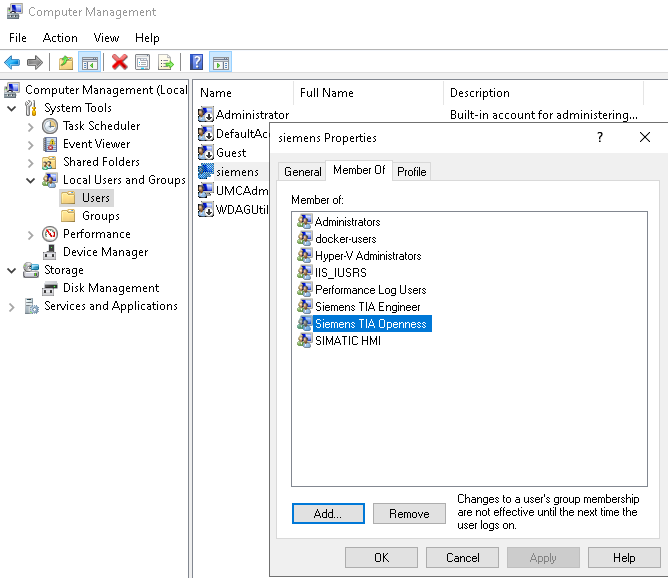 Computer Management
File Action View Help
Computer Management (Local
System Tools
Task Scheduler
Event Viewer
Shared Folders
Local Users and Groups
Users
Groups
Performance
Device Manager
Storage
Disk Management
Services and Applications
Name Full Name Description
Administrator Built-in account for administering...
DefaultAcc
Guest
siemens
UMCAdm
WDAGUtil
siemens Properties
?
General Member Of Profile
Member of:
Administrators
docker-users
Hyper-V Administrators
IIS_IUSRS
Performance Log Users
Siemens TIA Engineer
Siemens TIA Openness
SIMATIC HMI
Add... Remove
Changes to a user's group membership
are not effective until the next time the
user logs on.
OK Cancel Apply Help